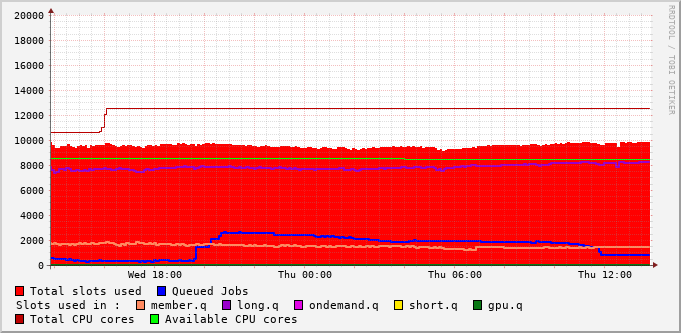 RRDTOOL / TOBI OETIKER
20000
18000
16000
14000
12000
10000
8000
6000
4000
2000
0
Wed 18:00 Thu 00:00 Thu 06:00 Thu 12:00
Total slots used Queued Jobs
Slots used in : member.q long.q ondemand.q short.q gpu.q
Total CPU cores Available CPU cores